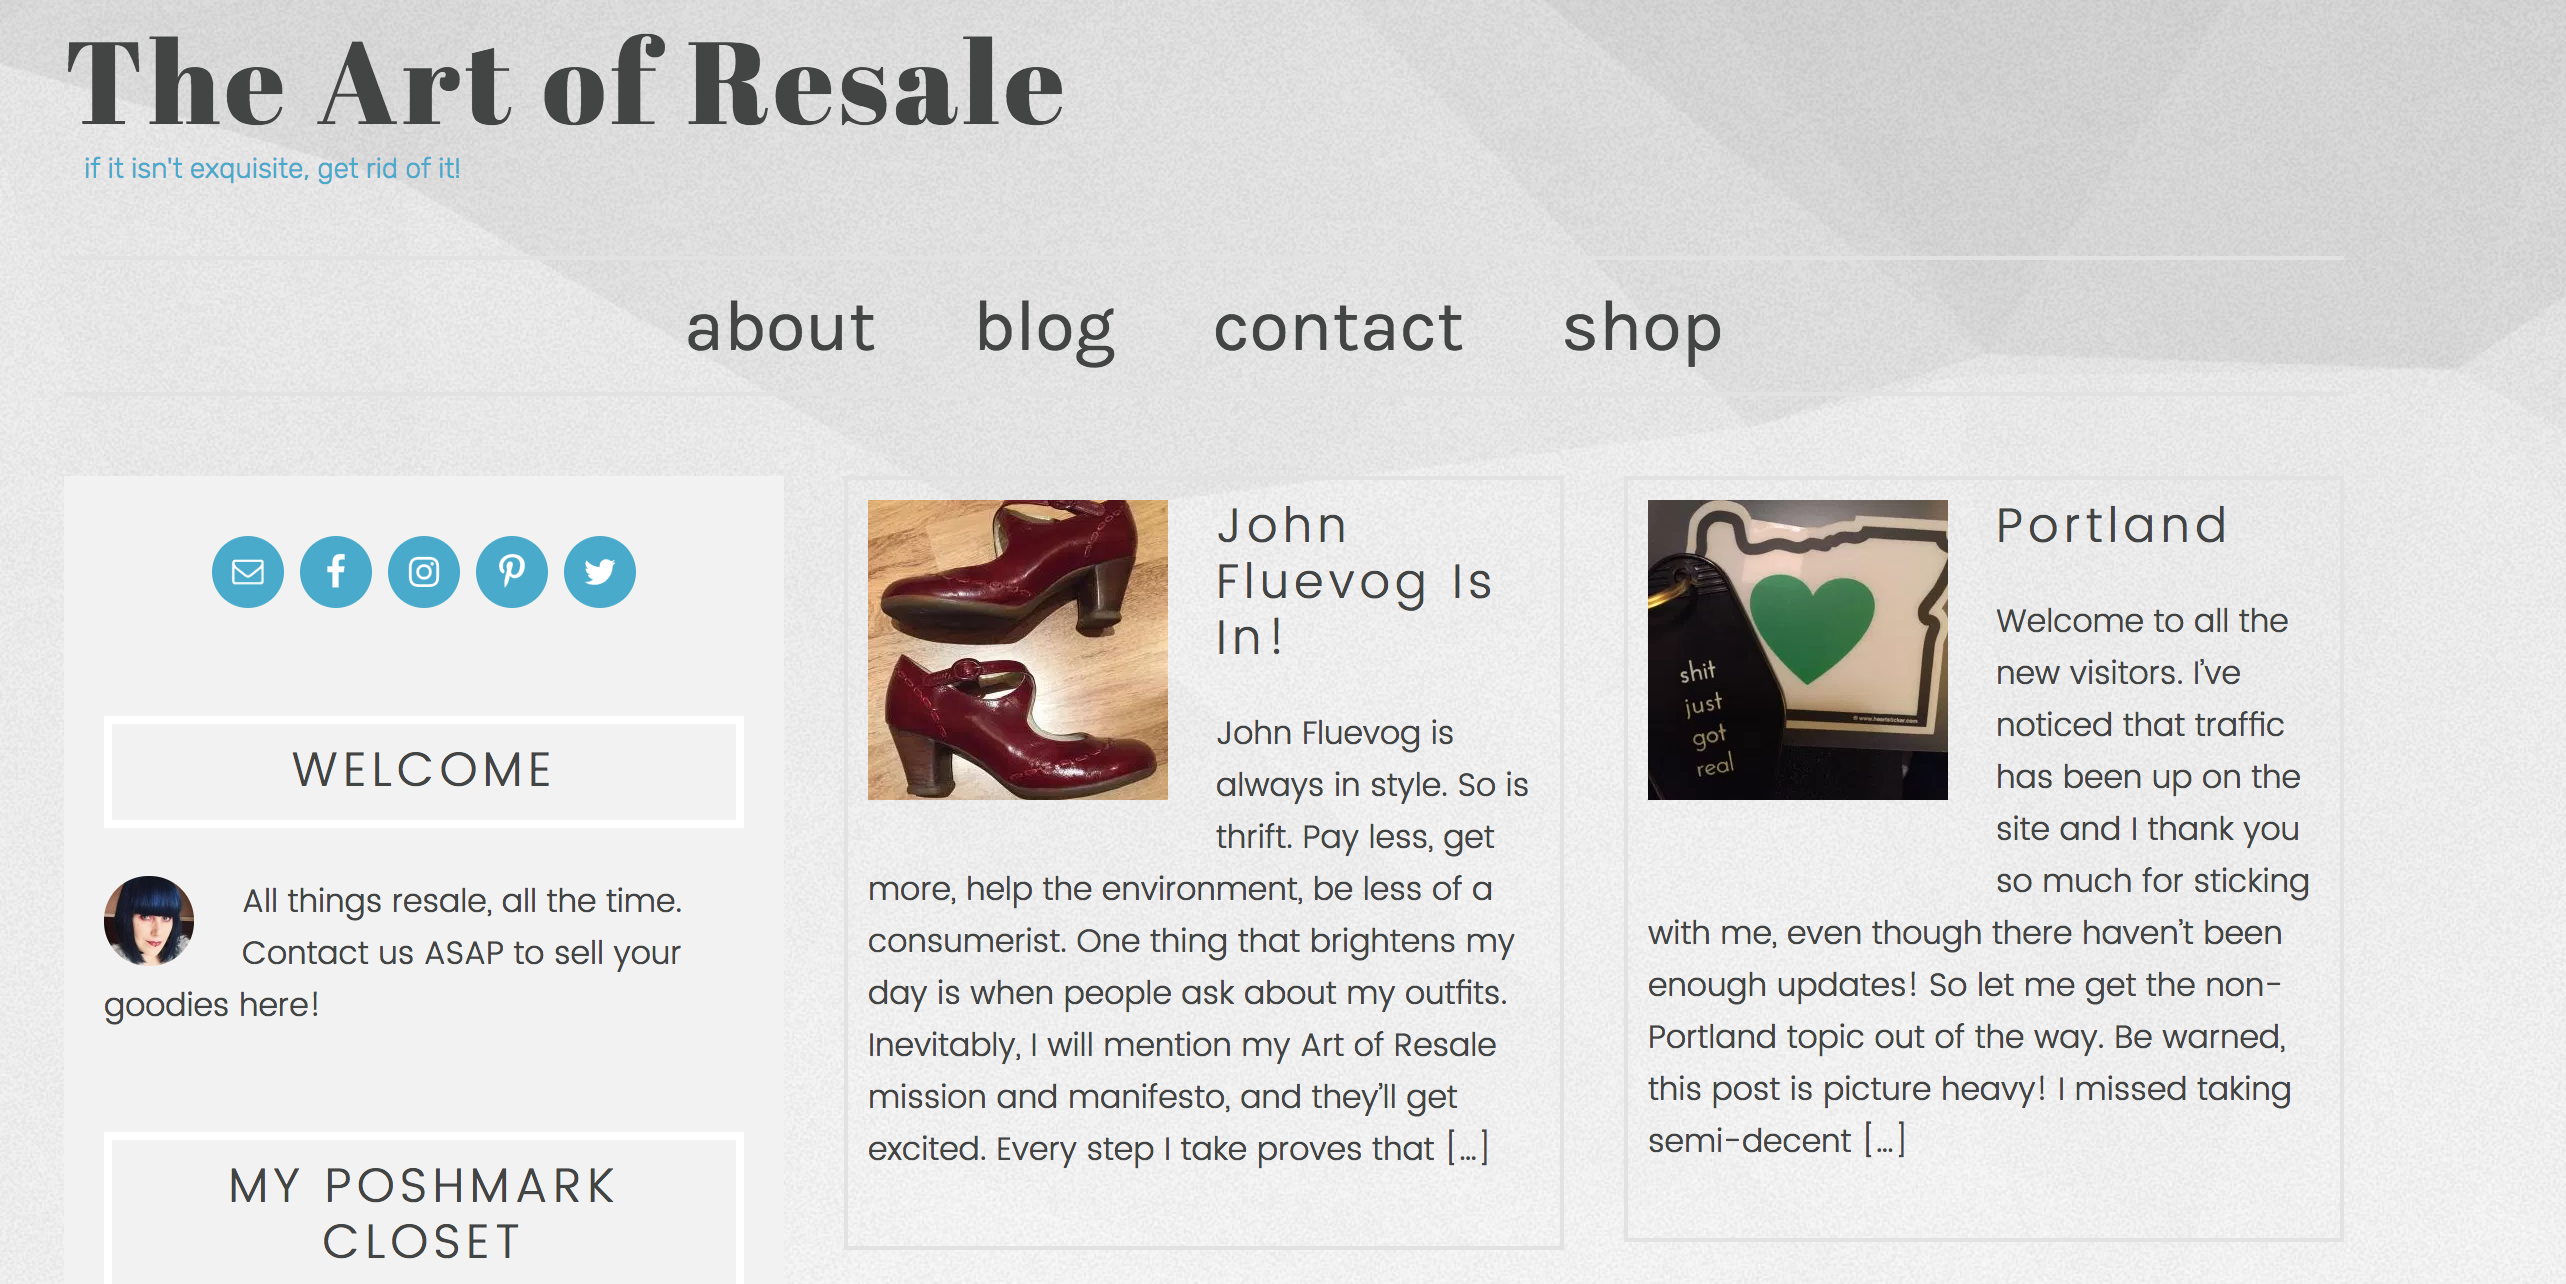 The Art of Resale
if it isn't exquisite, get rid of it!
about blog contact shop
WELCOME
All things resale, all the time.
Contact us ASAP to sell your
goodies here!
MY POSHMARK
CLOSET
John
Fluevog Is
In!
John Fluevog is
always in style. So is
thrift. Pay less, get
more, help the environment, be less of a
consumerist. One thing that brightens my
day is when people ask about my outfits.
Inevitably, I will mention my Art of Resale
mission and manifesto, and they’ll get
excited. Every step I take proves that […]
shit
just
got
real
© www.heartsticker.com
Portland
Welcome to all the
new visitors. I’ve
noticed that traffic
has been up on the
site and I thank you
so much for sticking
with me, even though there haven’t been
enough updates! So let me get the non-
Portland topic out of the way. Be warned,
this post is picture heavy! I missed taking
semi-decent […]